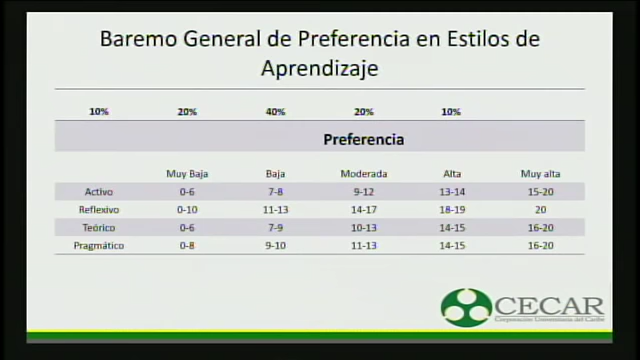 Baremo General de Preferencia en Estilos de
Aprendizaje
10% 20% 40% 20% 10%
Preferencia
Muy Baja Baja Moderada Alta Muy alta
Activo 0-6 7-8 9-12 13-14 15-20
Reflexivo 0-10 11-13 14-17 18-19 20
Teórico 0-6 7-9 10-13 14-15 16-20
Pragmático 0-8 9-10 11-13 14-15 16-20
CECAR
Corporación Universitaria del Caribe